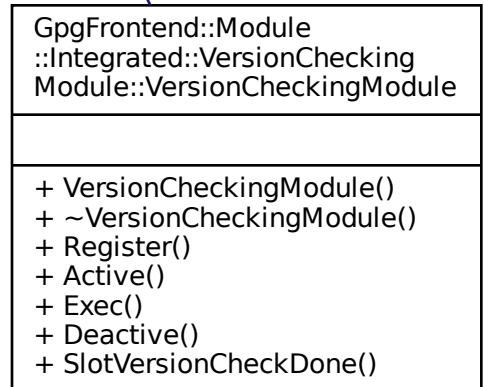 GpgFrontend::Module
::Integrated::VersionChecking
Module::VersionCheckingModule
+ VersionCheckingModule()
+ ~VersionCheckingModule()
+ Register()
+ Active()
+ Exec()
+ Deactive()
+ SlotVersionCheckDone()